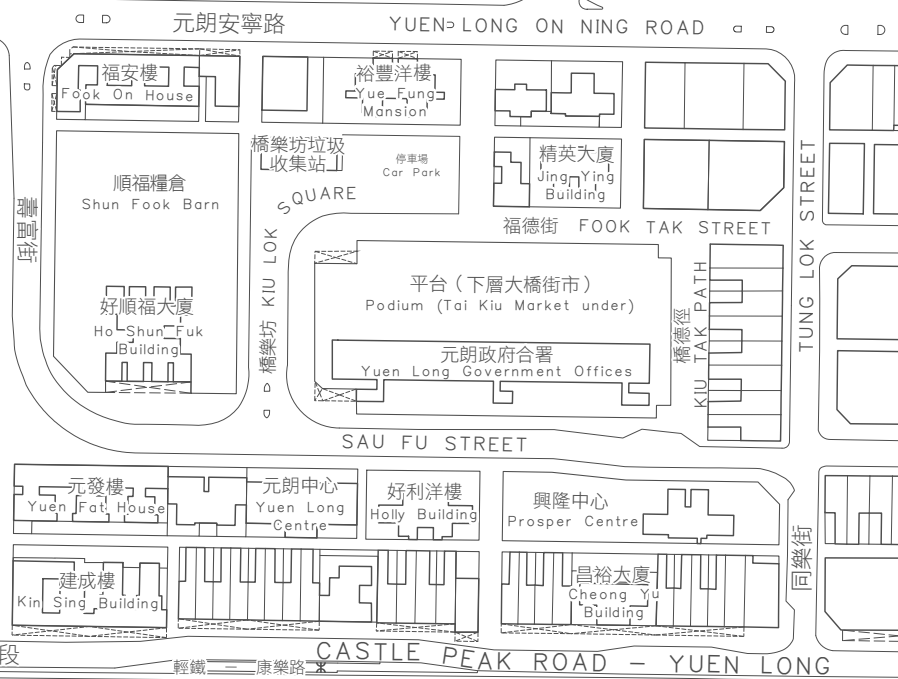 元朗安寧路
YUEN LONG ON NING ROAD
福安樓
Fook On House
裕豐洋樓
Yue Fung
Mansion
橋樂坊垃圾
收集站
停車場
Car Park
精英大廈
Jing Ying
Building
順福糧倉
Shun Fook Barn
SQUARE
壽富街
福德街 FOOK TAK STREET
TUNG LOK STREET
橋樂坊 KIU LOK
平台（下層大橋街市）
Podium (Tai Kiu Market under)
橋德徑
KIU TAK PATH
好順福大廈
Ho Shun Fuk
Building
元朗政府合署
Yuen Long Government Offices
SAU FU STREET
元發樓
Yuen Fat House
元朗中心
Yuen Long
Centre
好利洋樓
Holly Building
興隆中心
Prosper Centre
同樂街
建成樓
Kin Sing Building
昌裕大廈
Cheong Yu
Building
段
CASTLE PEAK ROAD – YUEN LONG
輕鐵 — 康樂路